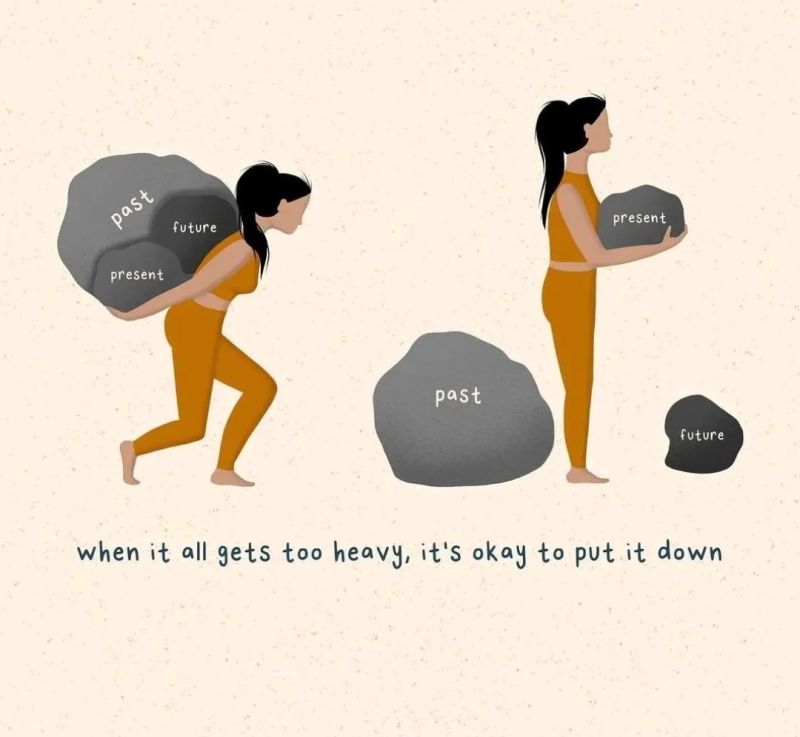 past
future
present
present
past
future
when it all gets too heavy, it's okay to put it down